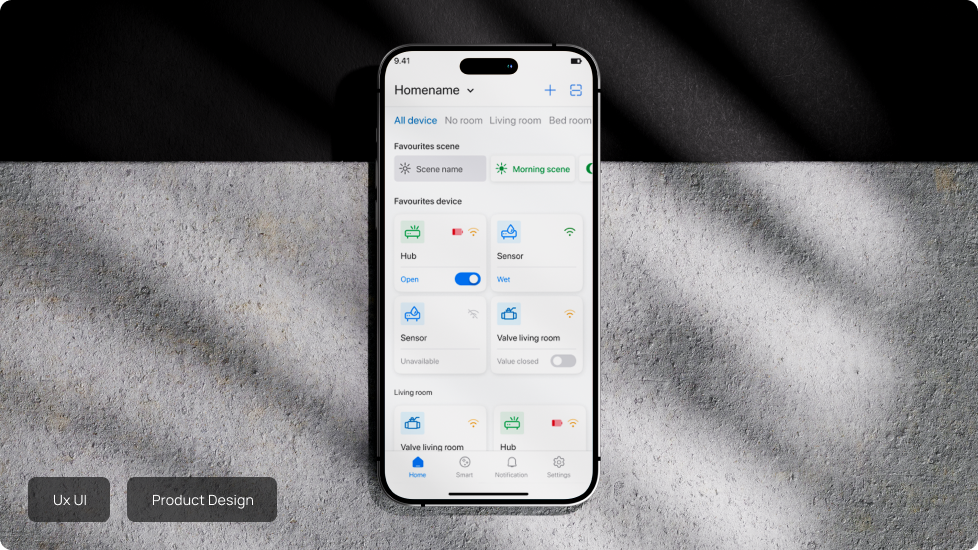 9.41
Homename
All device No room Living room Bed room
Favourites scene
Scene name Morning scene
Favourites device
Hub Sensor
Open Wet
Sensor Valve living room
Unavailable Value closed
Living room
Valve living room Hub
Home Smart Notification Settings
Ux UI Product Design